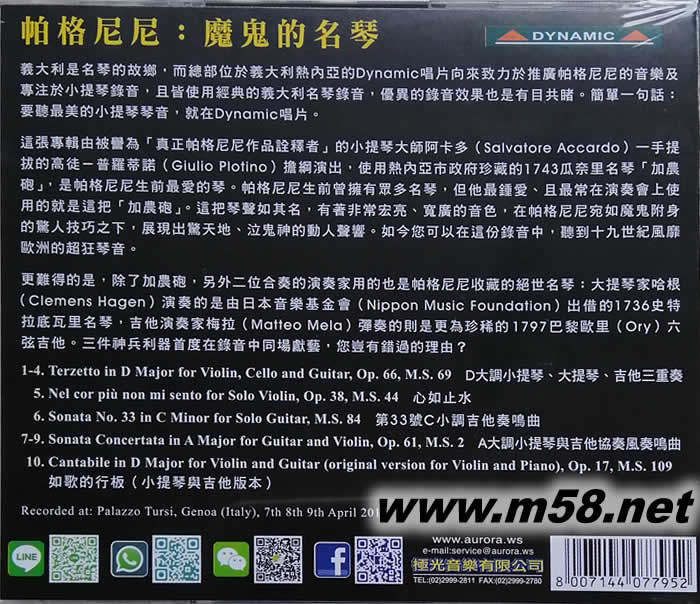 帕格尼尼：魔鬼的名琴
DYNAMIC
義大利是名琴的故鄉，而總部位於義大利熱內亞的Dynamic唱片向來致力於推廣帕格尼尼的音樂及
專注於小提琴錄音，且皆使用經典的義大利名琴錄音，優異的錄音效果也是有目共睹。簡單一句話：
要聽最美的小提琴琴音，就在Dynamic唱片。
這張專輯由被譽為「真正帕格尼尼作品詮釋者」的小提琴大師阿卡多（Salvatore Accardo）一手提
拔的高徒－普羅蒂諾（Giulio Plotino）擔綱演出，使用熱內亞市政府珍藏的1743瓜奈里名琴「加農
砲」，是帕格尼尼生前最愛的琴。帕格尼尼生前曾擁有眾多名琴，但他最鍾愛、且最常在演奏會上使
用的就是這把「加農砲」。這把琴聲如其名，有著非常宏亮、寬廣的音色，在帕格尼尼宛如魔鬼附身
的驚人技巧之下，展現出驚天地、泣鬼神的動人聲響。如今您可以在這份錄音中，聽到十九世紀風靡
歐洲的超狂琴音。
更難得的是，除了加農砲，另外二位合奏的演奏家用的也是帕格尼尼收藏的絕世名琴：大提琴家哈根
（Clemens Hagen）演奏的是由日本音樂基金會（Nippon Music Foundation）出借的1736史特
拉底瓦里名琴，吉他演奏家梅拉（Matteo Mela）彈奏的則是更為珍稀的1797巴黎歐里（Ory）六
弦吉他。三件神兵利器首度在錄音中同場獻藝，您豈有錯過的理由？
1-4. Terzetto in D Major for Violin, Cello and Guitar, Op. 66, M.S. 69 D大調小提琴、大提琴、吉他三重奏
5. Nel cor più non mi sento for Solo Violin, Op. 38, M.S. 44 心如止水
6. Sonata No. 33 in C Minor for Solo Guitar, M.S. 84 第33號C小調吉他奏鳴曲
7-9. Sonata Concertata in A Major for Guitar and Violin, Op. 61, M.S. 2 A大調小提琴與吉他協奏風奏鳴曲
10. Cantabile in D Major for Violin and Guitar (original version for Violin and Piano), Op. 17, M.S. 109
如歌的行板（小提琴與吉他版本）
Recorded at: Palazzo Tursi, Genoa (Italy), 7th 8th 9th April
www.m58.net
LINE
www.aurora.ws
e-mail:service@aurora.ws
極光音樂有限公司
TEL:(02)2999-2811 FAX:(02)2999-2780
8 007144 077952